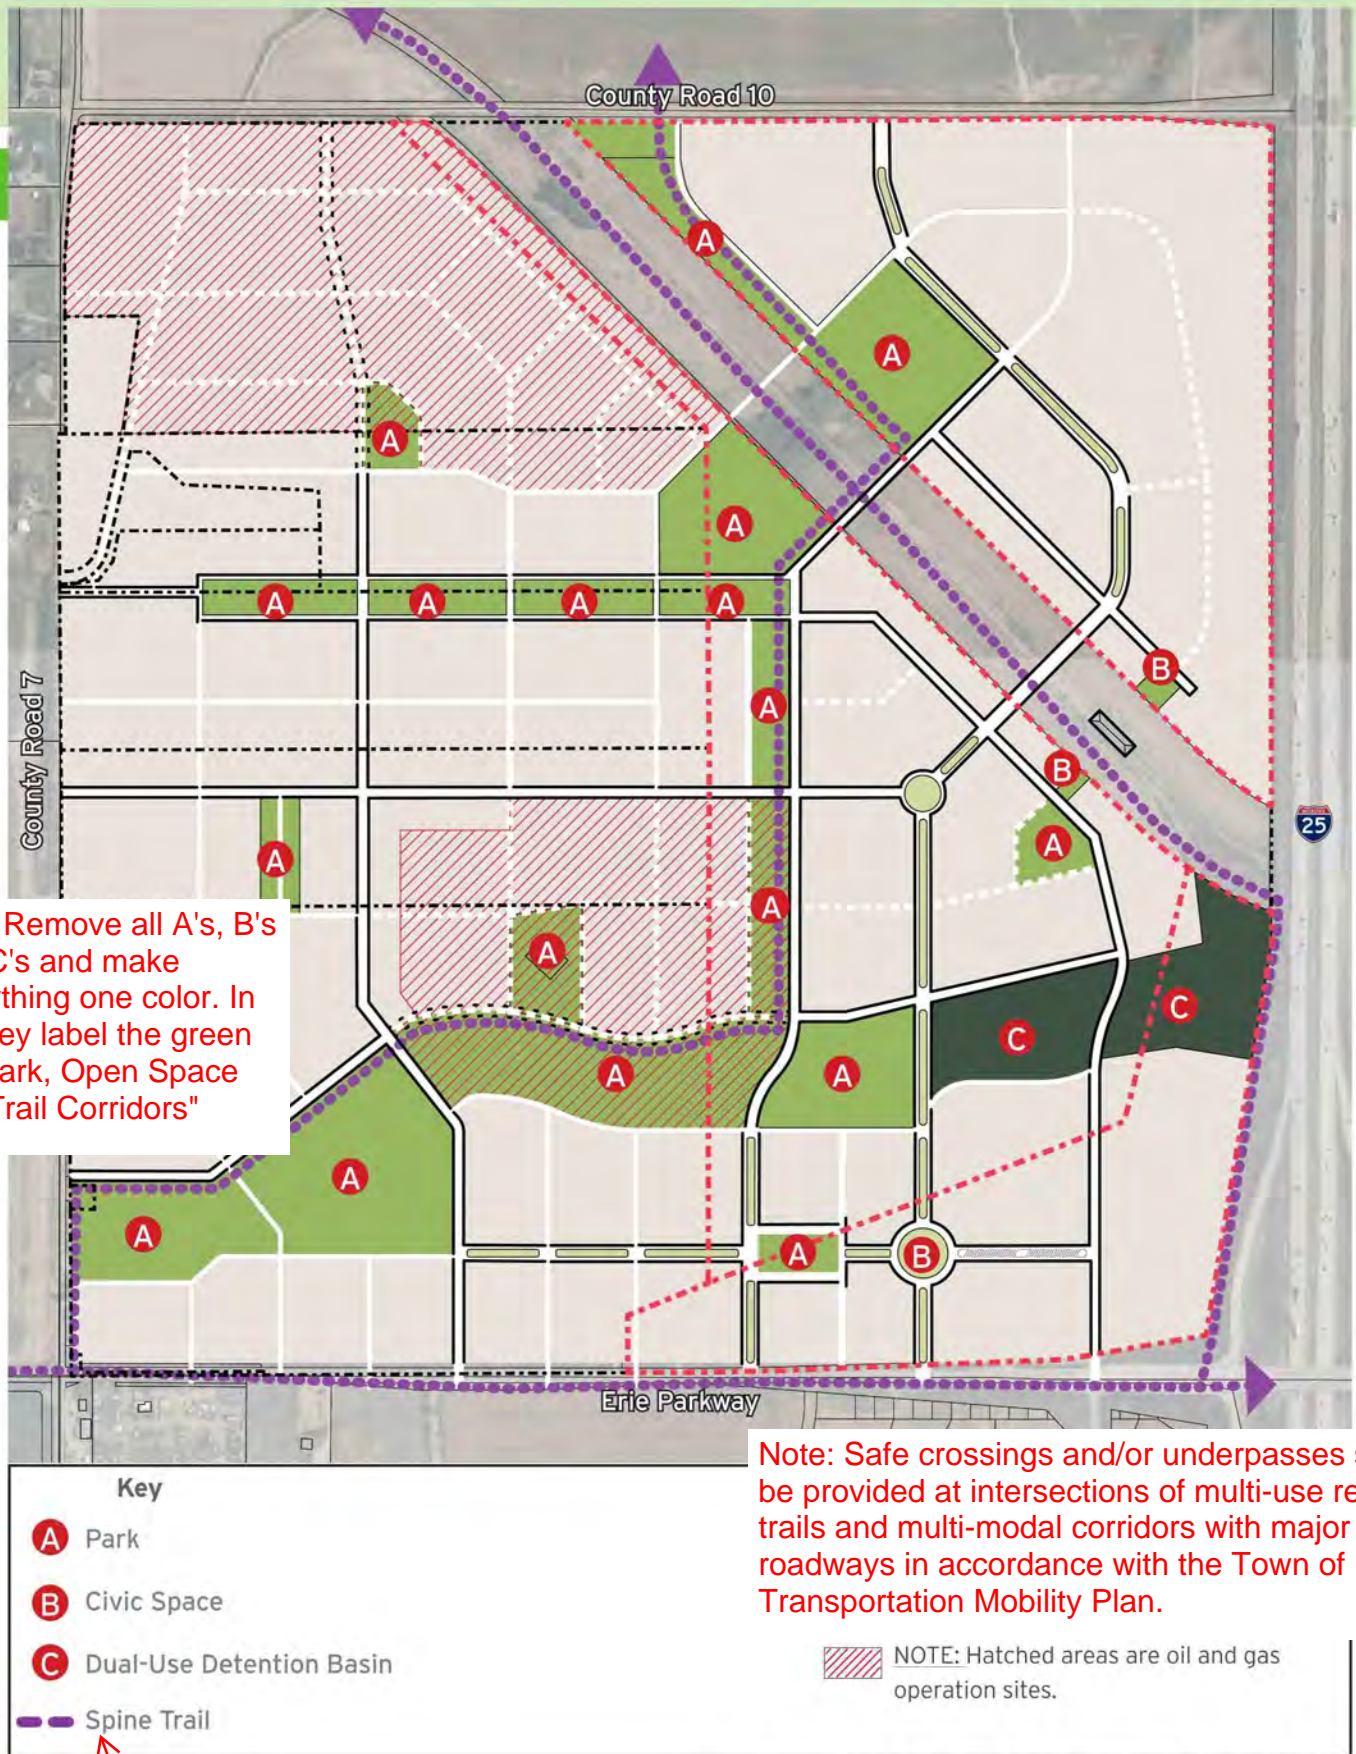 County Road 10
A
A
A
A
A
A
A
A
B
A
County Road 7
B
25
A
A
A
A
Remove all A's, B's
C's and make
thing one color. In
ey label the green
ark, Open Space
Trail Corridors"
C
C
A
A
A
A
A
B
Erie Parkway
Note: Safe crossings and/or underpasses
be provided at intersections of multi-use
trails and multi-modal corridors with major
roadways in accordance with the Town of
Transportation Mobility Plan.
Key
A Park
B Civic Space
C Dual-Use Detention Basin
Spine Trail
NOTE: Hatched areas are oil and gas
operation sites.